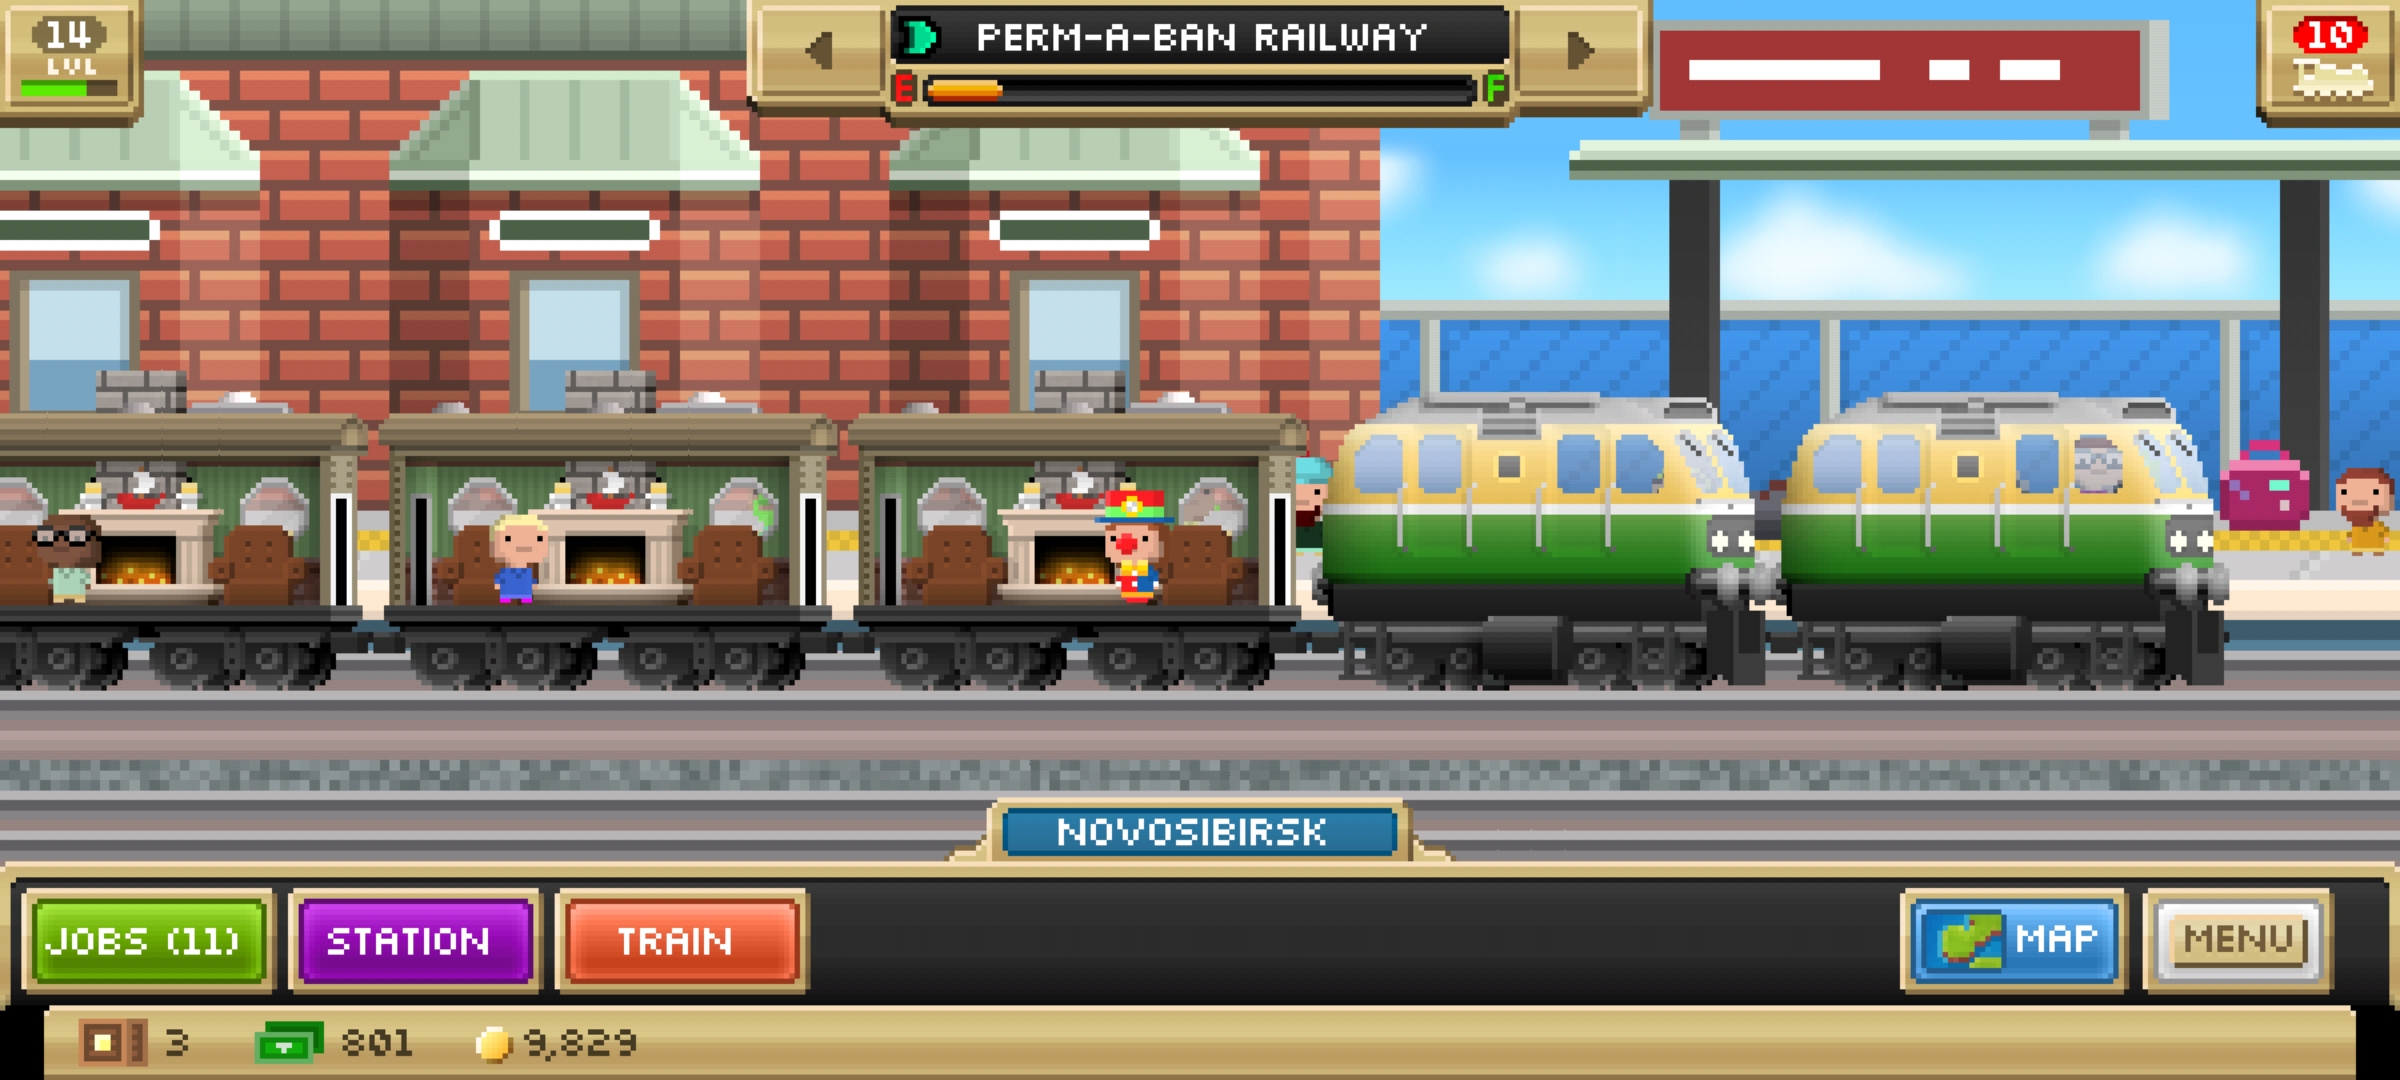 14
LVL
PERM-A-BAN RAILWAY
E F
10
NOVOSIBIRSK
JOBS (11)
STATION
TRAIN
MAP
MENU
3
801
9,829